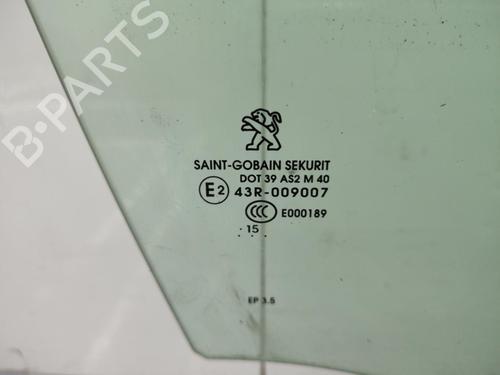 B-PARTS
SAINT-GOBAIN SEKURIT
DOT 39 AS2 M 40
E2 43R-009007
CCC E000189
. 15 ..
EP 3.5